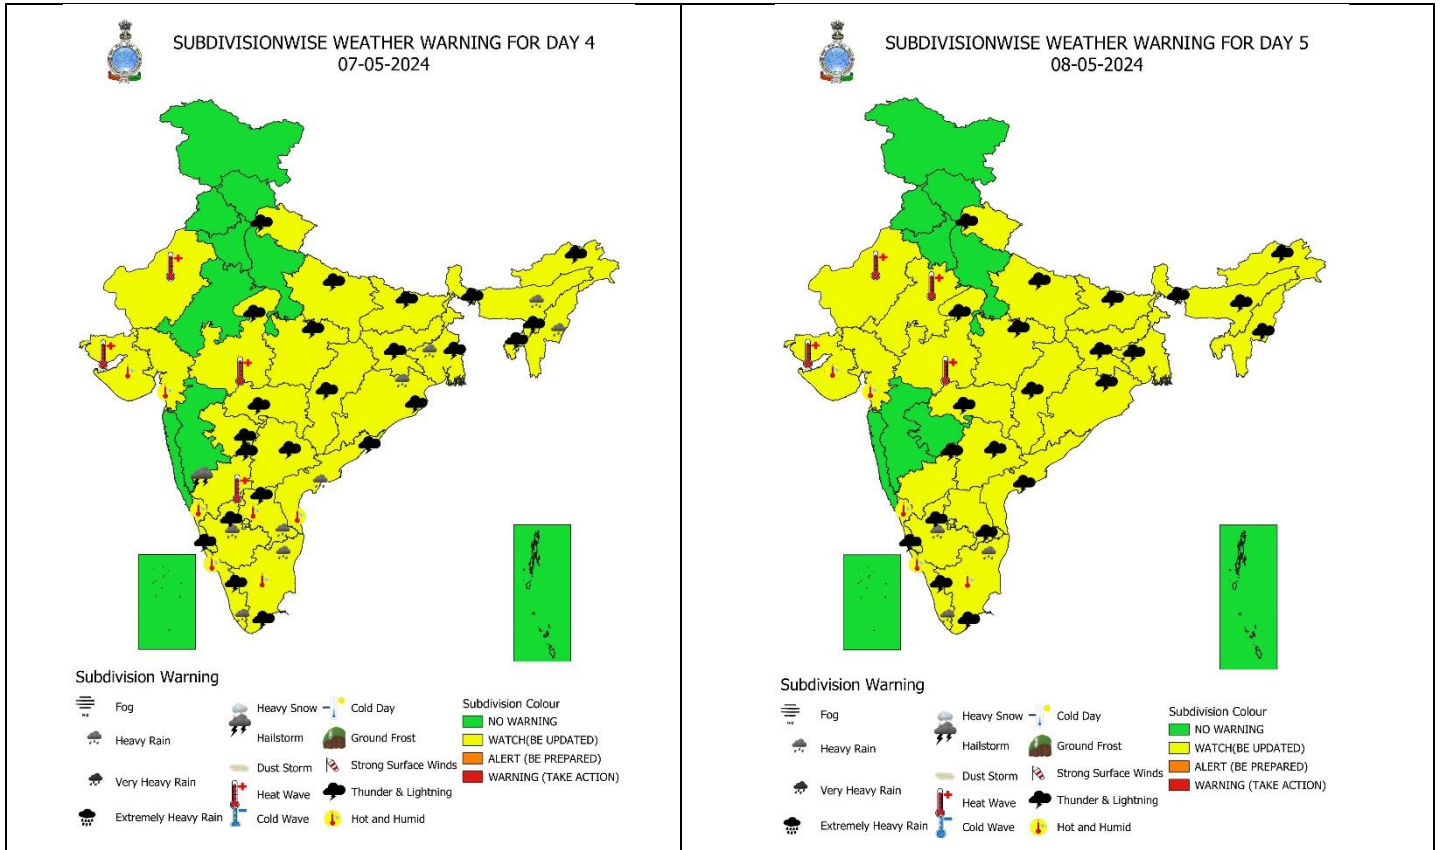 SUBDIVISIONWISE WEATHER WARNING FOR DAY 4
07-05-2024
Subdivision Warning
Fog
Heavy Rain
Very Heavy Rain
Extremely Heavy Rain
Heavy Snow
Hailstorm
Dust Storm
Heat Wave
Cold Wave
Cold Day
Ground Frost
Strong Surface Winds
Thunder & Lightning
Hot and Humid
Subdivision Colour
NO WARNING
WATCH(BE UPDATED)
ALERT (BE PREPARED)
WARNING (TAKE ACTION)
SUBDIVISIONWISE WEATHER WARNING FOR DAY 5
08-05-2024
Subdivision Warning
Fog
Heavy Rain
Very Heavy Rain
Extremely Heavy Rain
Heavy Snow
Hailstorm
Dust Storm
Heat Wave
Cold Wave
Cold Day
Ground Frost
Strong Surface Winds
Thunder & Lightning
Hot and Humid
Subdivision Colour
NO WARNING
WATCH(BE UPDATED)
ALERT (BE PREPARED)
WARNING (TAKE ACTION)